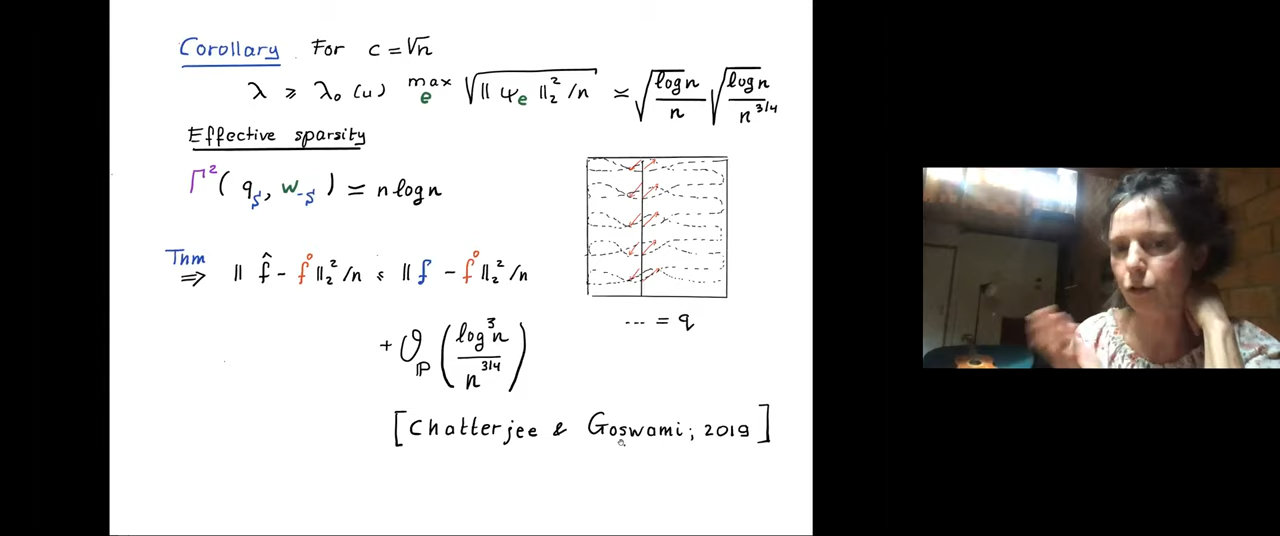 Corollary For c = √n
λ ≥ λ₀(u) max_e √(‖ψ_e‖₂²/n) ≍ √(log n / n) √(log n / n^{3/4})
Effective sparsity
Γ²(q_S, w_{-S}) ≍ n log n
Thm
⇒ ‖ f̂ - f⁰ ‖₂²/n ≤ ‖ f - f⁰ ‖₂²/n
--- = q
+ O_ℙ(log³n / n^{3/4})
[Chatterjee & Goswami; 2019]